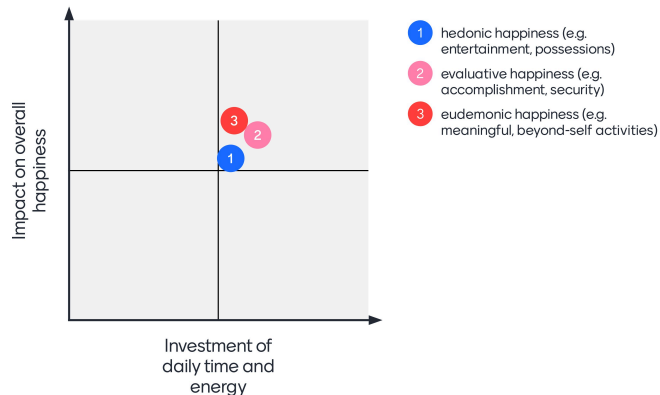 Impact on overall
happiness
3
2
1
Investment of
daily time and
energy
1 hedonic happiness (e.g.
entertainment, possessions)
2 evaluative happiness (e.g.
accomplishment, security)
3 eudemonic happiness (e.g.
meaningful, beyond-self activities)